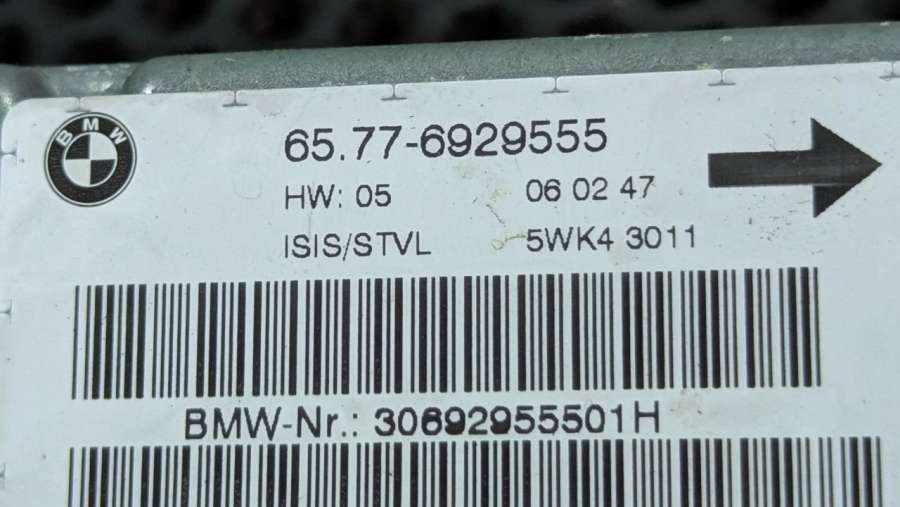 BMW
65.77-6929555
HW: 05 06 02 47
ISIS/STVL 5WK4 3011
BMW-Nr.: 30692955501H